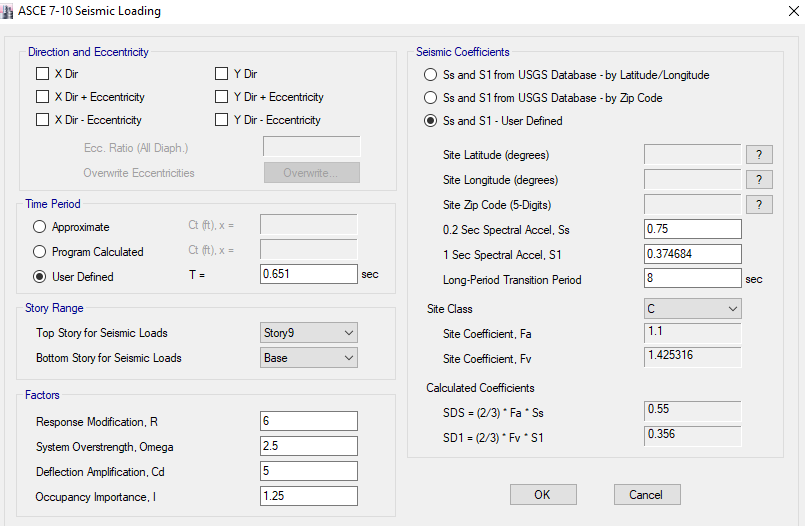 ASCE 7-10 Seismic Loading
Direction and Eccentricity
X Dir
Y Dir
X Dir + Eccentricity
Y Dir + Eccentricity
X Dir - Eccentricity
Y Dir - Eccentricity
Ecc. Ratio (All Diaph.)
Overwrite Eccentricities
Overwrite...
Time Period
Approximate
Ct (ft), x =
Program Calculated
Ct (ft), x =
User Defined
T =
0.651
sec
Story Range
Top Story for Seismic Loads
Story9
Bottom Story for Seismic Loads
Base
Factors
Response Modification, R
6
System Overstrength, Omega
2.5
Deflection Amplification, Cd
5
Occupancy Importance, I
1.25
Seismic Coefficients
Ss and S1 from USGS Database - by Latitude/Longitude
Ss and S1 from USGS Database - by Zip Code
Ss and S1 - User Defined
Site Latitude (degrees)
?
Site Longitude (degrees)
?
Site Zip Code (5-Digits)
?
0.2 Sec Spectral Accel, Ss
0.75
1 Sec Spectral Accel, S1
0.374684
Long-Period Transition Period
8
sec
Site Class
C
Site Coefficient, Fa
1.1
Site Coefficient, Fv
1.425316
Calculated Coefficients
SDS = (2/3) * Fa * Ss
0.55
SD1 = (2/3) * Fv * S1
0.356
OK
Cancel